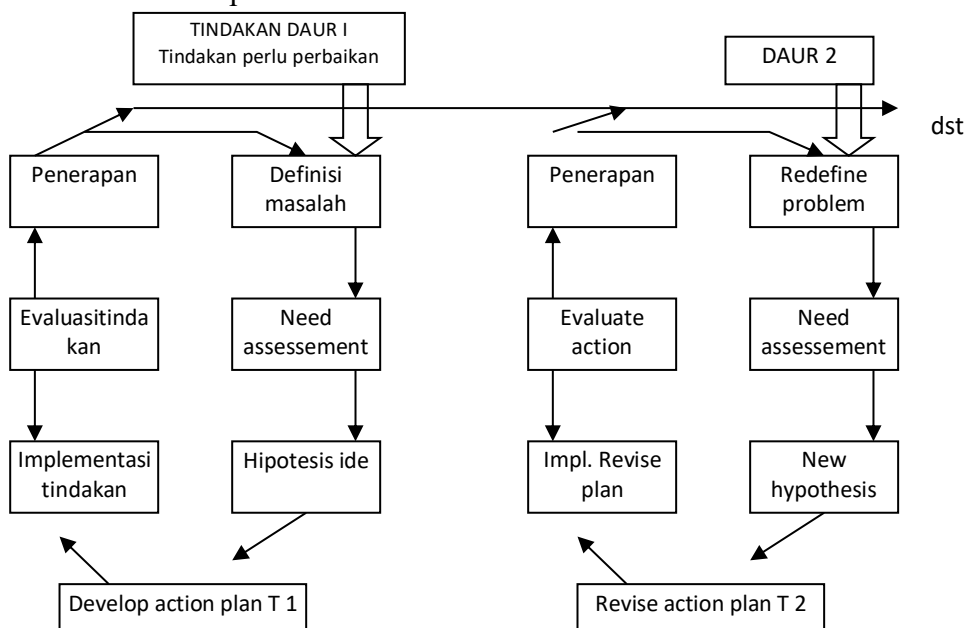 TINDAKAN DAUR I
Tindakan perlu perbaikan
DAUR 2
dst
Penerapan
Definisi
masalah
Penerapan
Redefine
problem
Evaluasitinda
kan
Need
assessement
Evaluate
action
Need
assessement
Implementasi
tindakan
Hipotesis ide
Impl. Revise
plan
New
hypothesis
Develop action plan T 1
Revise action plan T 2